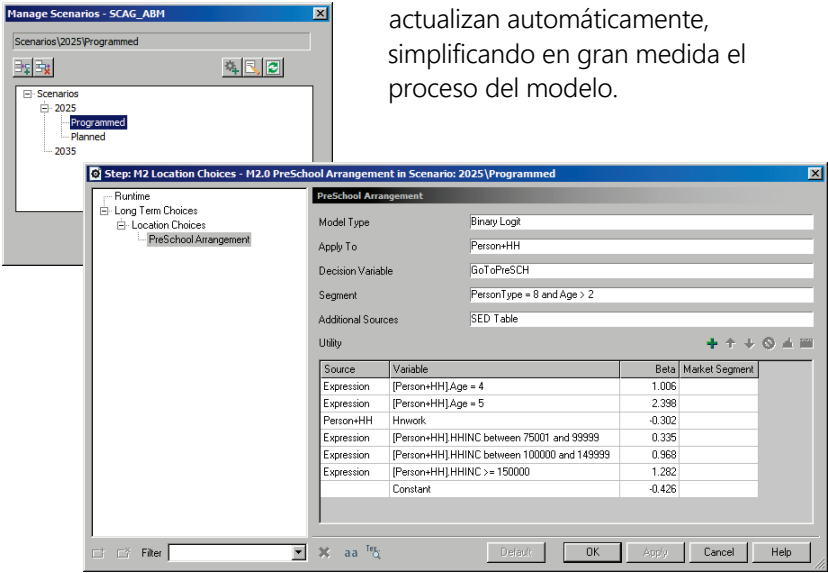 Manage Scenarios - SCAG_ABM
Scenarios\2025\Programmed
Scenarios
2025
Programmed
Planned
2035
actualizan automáticamente,
simplificando en gran medida el
proceso del modelo.
Step: M2 Location Choices - M2.0 PreSchool Arrangement in Scenario: 2025\Programmed
Runtime
Long Term Choices
Location Choices
PreSchool Arrangement
PreSchool Arrangement
Model Type Binary Logit
Apply To Person+HH
Decision Variable GoToPreSCH
Segment PersonType = 8 and Age > 2
Additional Sources SED Table
Utility
Source Variable Beta Market Segment
Expression [Person+HH].Age = 4 1.006
Expression [Person+HH].Age = 5 2.398
Person+HH Hnwork -0.302
Expression [Person+HH].HHINC between 75001 and 99999 0.335
Expression [Person+HH].HHINC between 100000 and 149999 0.968
Expression [Person+HH].HHINC >= 150000 1.282
Constant -0.426
Filter aa Default OK Apply Cancel Help